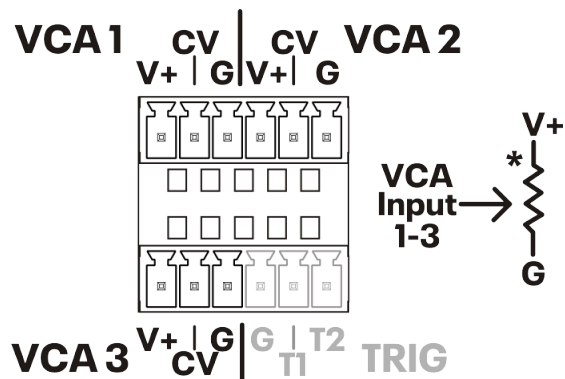 VCA 1 CV CV VCA 2
V+ G V+ G
V+
*
VCA
Input
1-3
G
V+ G G T2
VCA 3 CV T1 TRIG